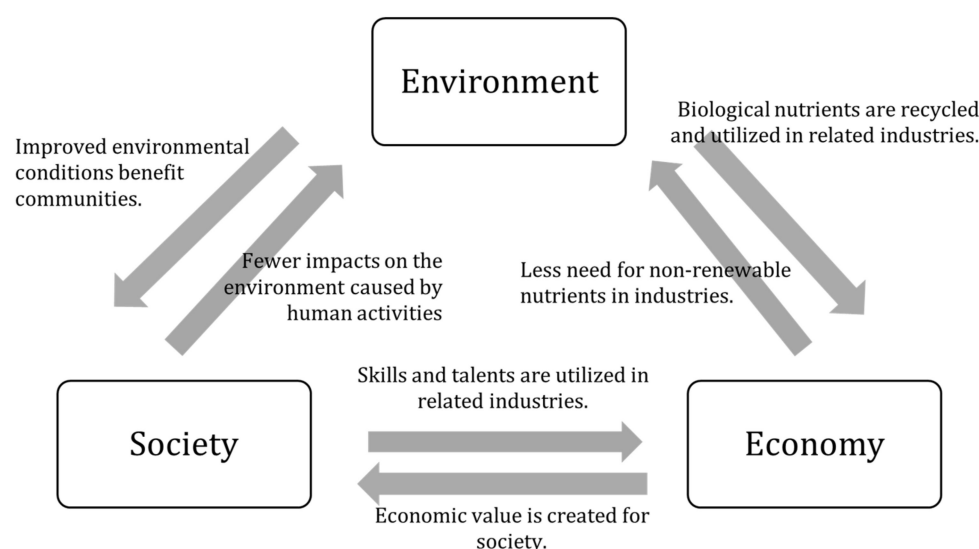 Environment
Biological nutrients are recycled
and utilized in related industries.
Improved environmental
conditions benefit
communities.
Fewer impacts on the
environment caused by
human activities
Less need for non-renewable
nutrients in industries.
Skills and talents are utilized in
related industries.
Society
Economy
Economic value is created for
society.